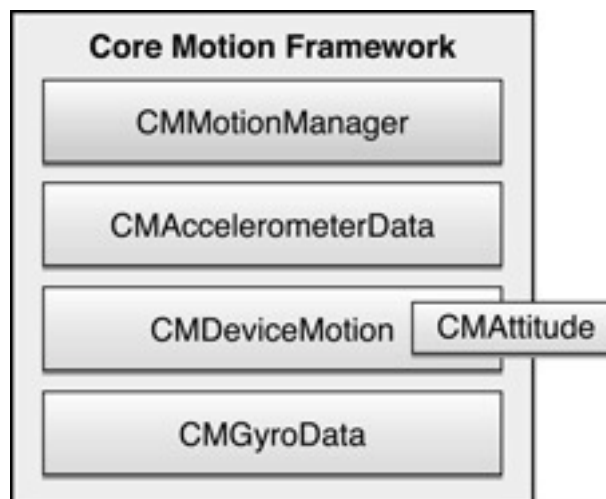 Core Motion Framework
CMMotionManager
CMAccelerometerData
CMDeviceMotion
CMAttitude
CMGyroData